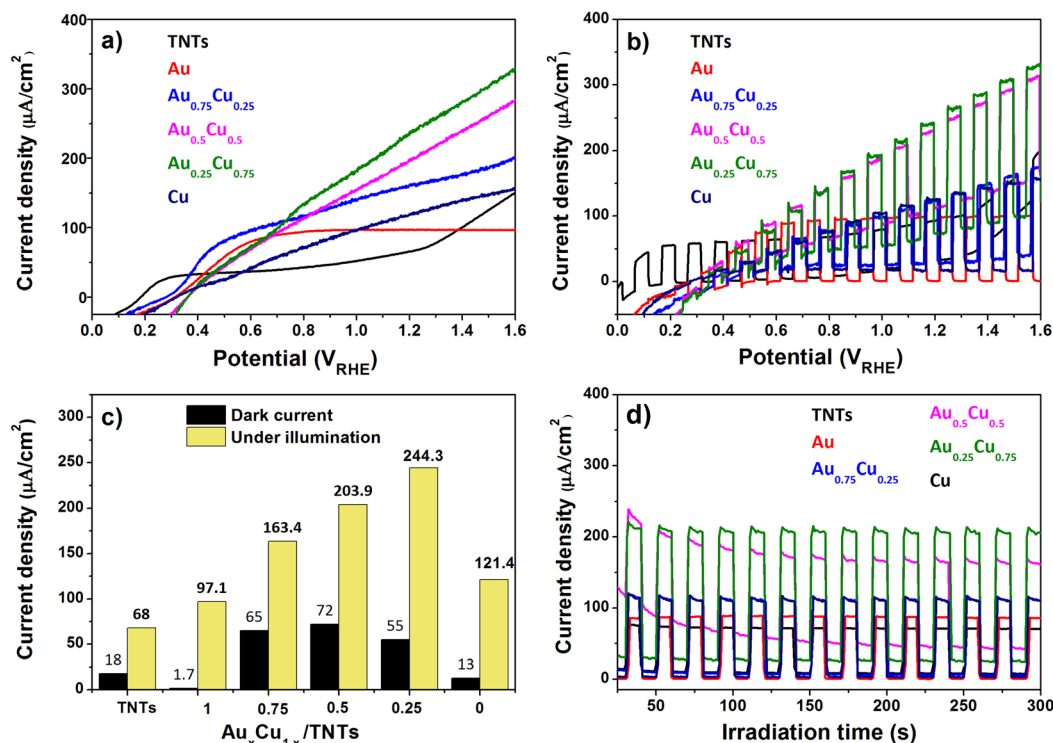 a)
TNTs
Au
Au0.75Cu0.25
Au0.5Cu0.5
Au0.25Cu0.75
Cu
Current density (μA/cm²)
400
300
200
100
0
0.0 0.2 0.4 0.6 0.8 1.0 1.2 1.4 1.6
Potential (VRHE)
b)
TNTs
Au
Au0.75Cu0.25
Au0.5Cu0.5
Au0.25Cu0.75
Cu
Current density (μA/cm²)
400
300
200
100
0
0.0 0.2 0.4 0.6 0.8 1.0 1.2 1.4 1.6
Potential (VRHE)
c)
Dark current
Under illumination
Current density (μA/cm²)
300
250
200
150
100
50
0
18 68
1.7 97.1
65 163.4
72 203.9
55 244.3
13 121.4
TNTs 1 0.75 0.5 0.25 0
AuxCu1-x/TNTs
d)
TNTs
Au
Au0.75Cu0.25
Au0.5Cu0.5
Au0.25Cu0.75
Cu
Current density (μA/cm²)
400
300
200
100
0
50 100 150 200 250 300
Irradiation time (s)